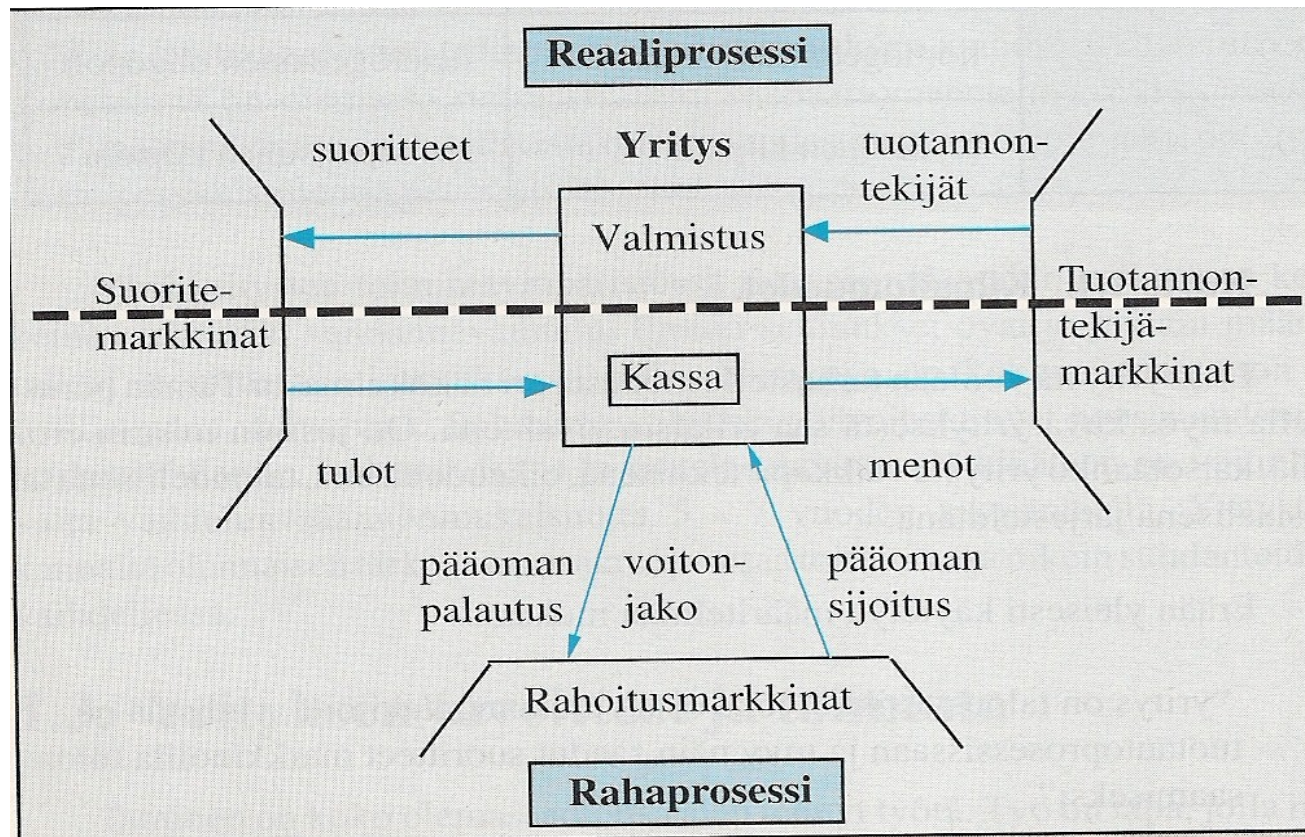 Reaaliprosessi
suoritteet
Yritys
tuotannon-
tekijät
Valmistus
Suorite-
markkinat
Tuotannon-
tekijä-
markkinat
Kassa
tulot
menot
pääoman
palautus
voiton-
jako
pääoman
sijoitus
Rahoitusmarkkinat
Rahaprosessi